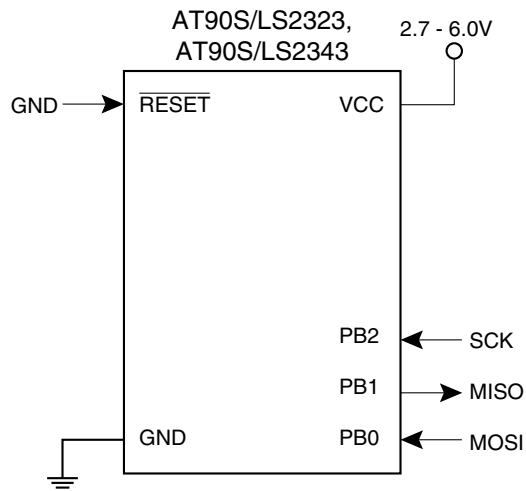 AT90S/LS2323,
AT90S/LS2343
2.7 - 6.0V
GND
RESET
VCC
PB2
SCK
PB1
MISO
GND
PB0
MOSI